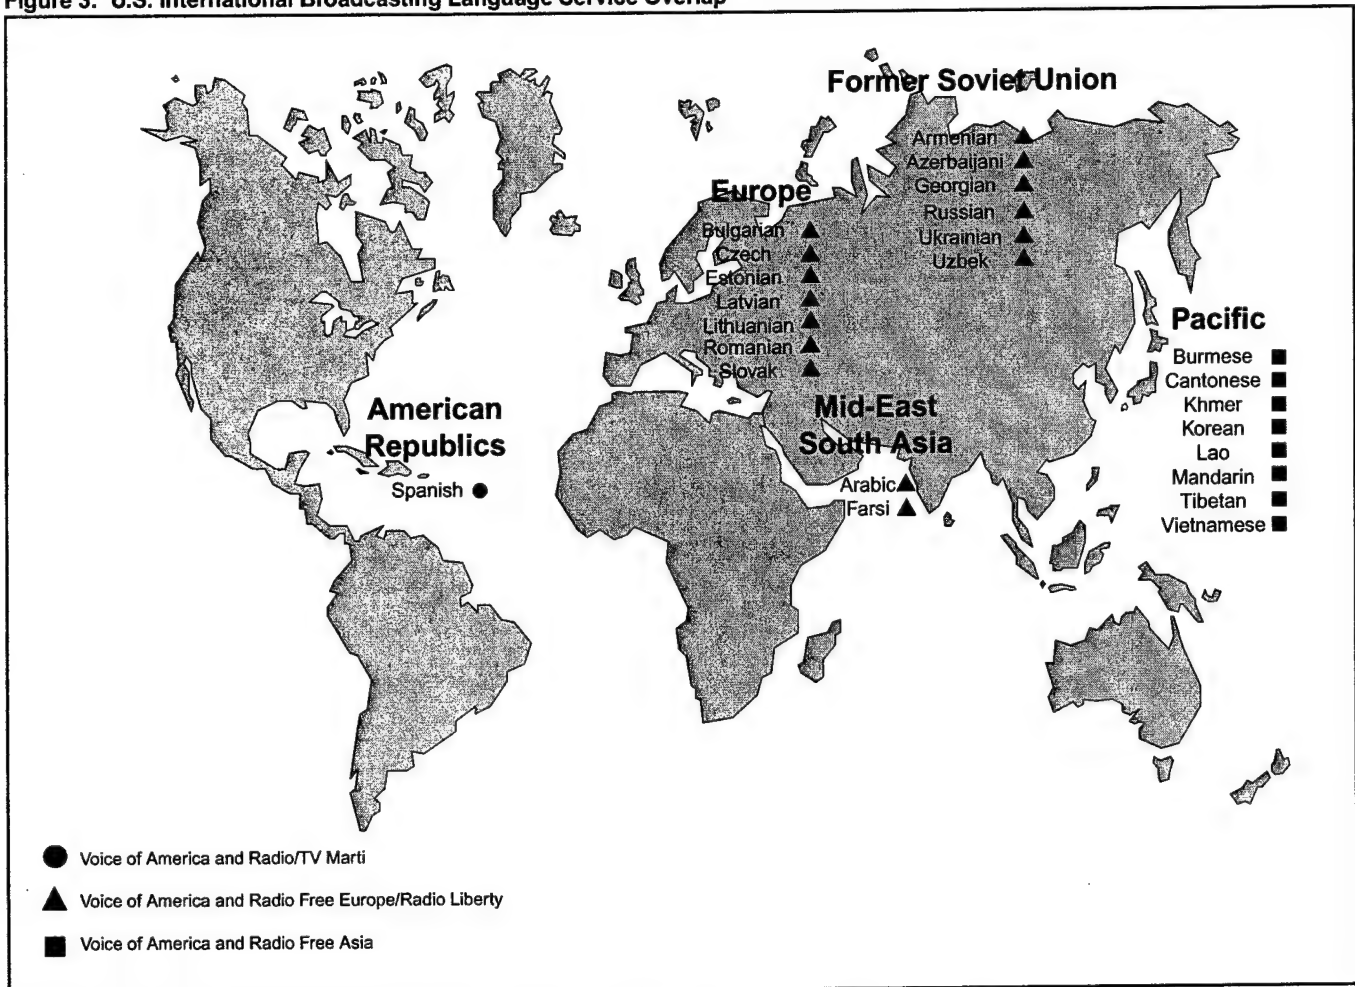 Figure 3: U.S. International Broadcasting Language Service Overlap
Former Soviet Union
Armenian
Azerbaijani
Georgian
Russian
Ukrainian
Uzbek
Europe
Bulgarian
Czech
Estonian
Latvian
Lithuanian
Romanian
Slovak
Pacific
Burmese
Cantonese
Khmer
Korean
Lao
Mandarin
Tibetan
Vietnamese
American
Republics
Spanish
Mid-East
South Asia
Arabic
Farsi
Voice of America and Radio/TV Marti
Voice of America and Radio Free Europe/Radio Liberty
Voice of America and Radio Free Asia